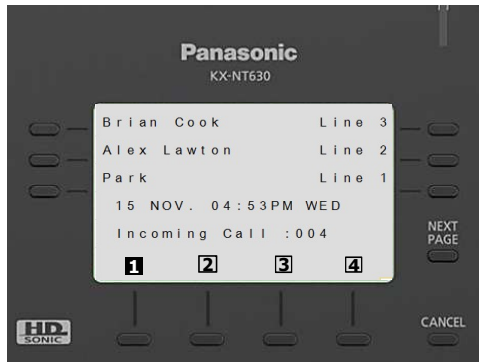 Panasonic
KX-NT630
Brian Cook Line 3
Alex Lawton Line 2
Park Line 1
15 NOV. 04:53PM WED
Incoming Call :004
1 2 3 4
NEXT
PAGE
HD
SONIC
CANCEL